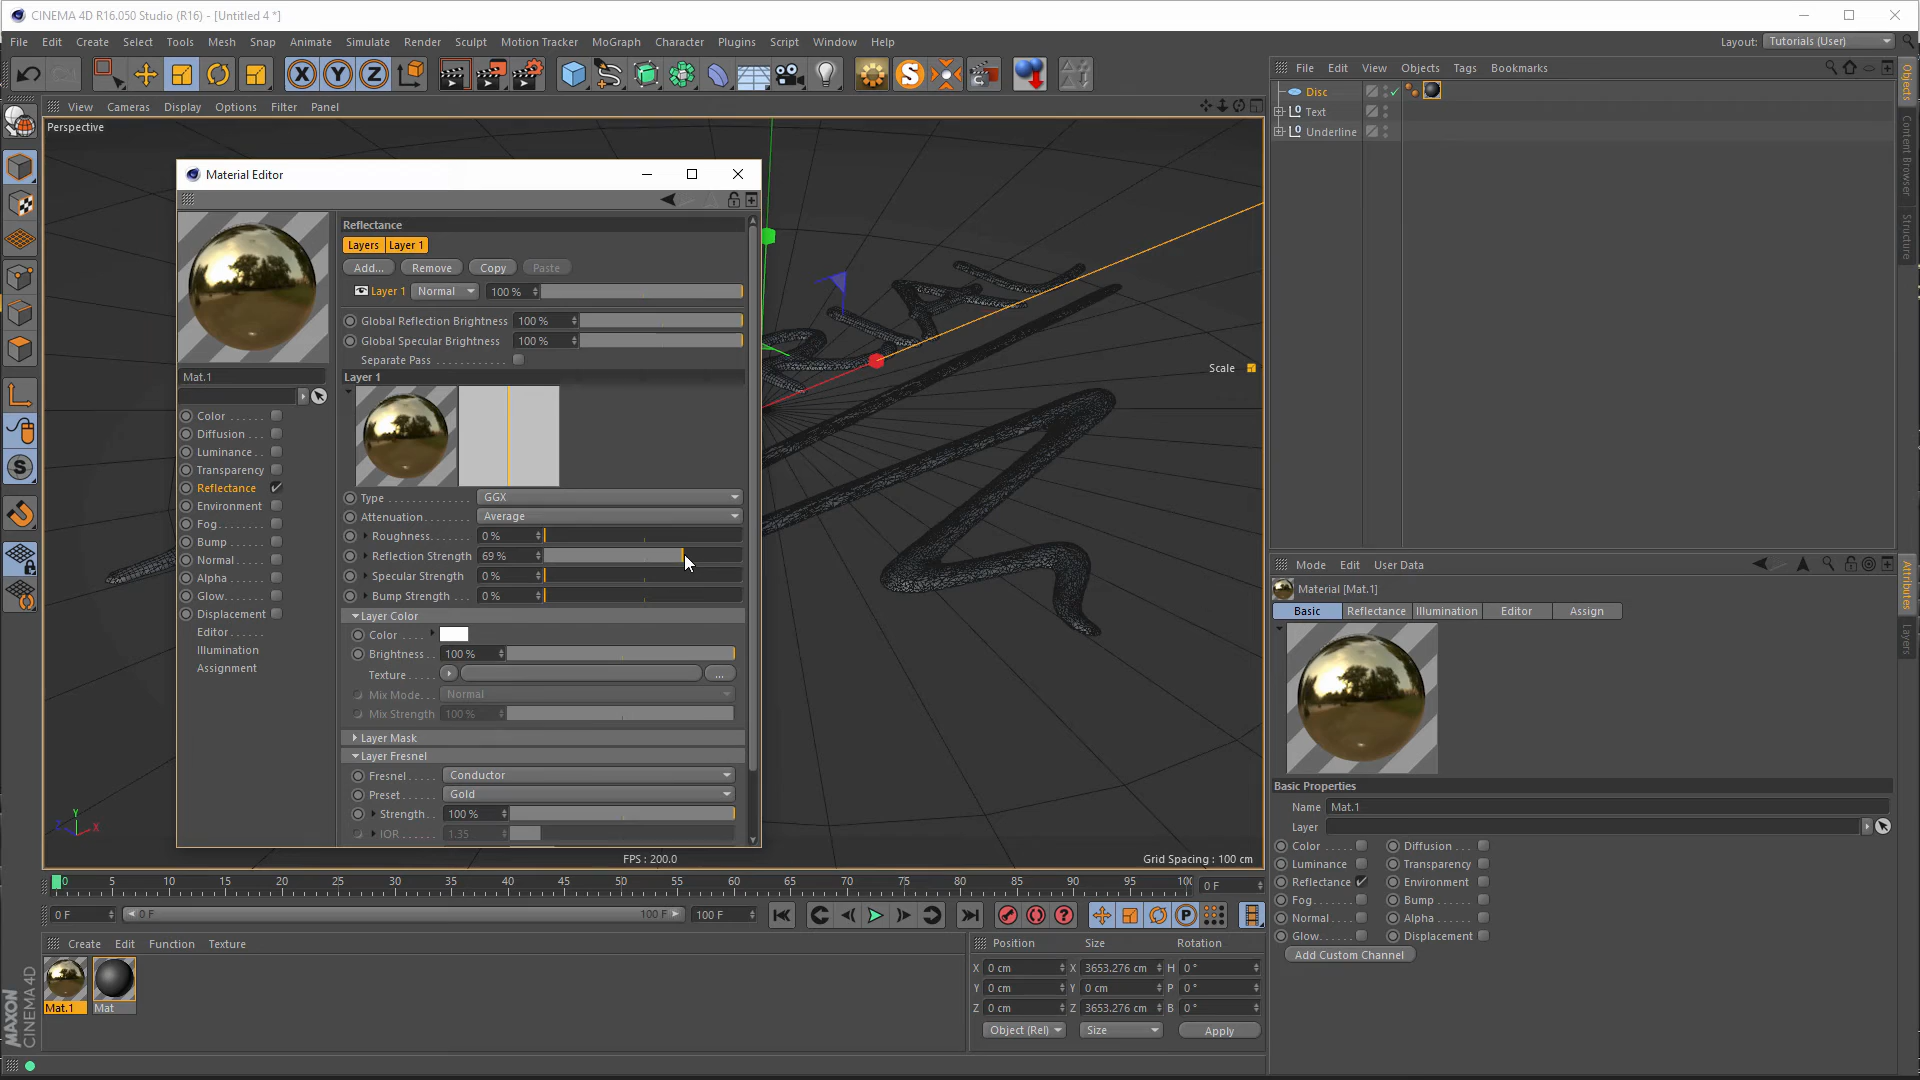 CINEMA 4D R16.050 Studio (R16) - [Untitled 4 *]
File Edit Create Select Tools Mesh Snap Animate Simulate Render Sculpt Motion Tracker MoGraph Character Plugins Script Window Help Layout: Tutorials (User)
X Y Z S
View Cameras Display Options Filter Panel
Perspective
Material Editor
Reflectance
Layers Layer 1
Add... Remove Copy Paste
Layer 1 Normal 100 %
Global Reflection Brightness 100 %
Global Specular Brightness 100 %
Separate Pass
Layer 1
Mat.1
Color
Diffusion
Luminance
Transparency
Reflectance
Environment
Fog
Bump
Normal
Alpha
Glow
Displacement
Editor
Illumination
Assignment
Type GGX
Attenuation Average
Roughness 0 %
Reflection Strength 69 %
Specular Strength 0 %
Bump Strength 0 %
Layer Color
Color
Brightness 100 %
Texture ...
Mix Mode Normal
Mix Strength 100 %
Layer Mask
Layer Fresnel
Fresnel Conductor
Preset Gold
Strength 100 %
IOR 1.35
Scale
Y
Z X
FPS : 200.0
Grid Spacing : 100 cm
0 5 10 15 20 25 30 35 40 45 50 55 60 65 70 75 80 85 90 95 0 F
0 F 0 F 100 F 100 F P
Create Edit Function Texture
Mat.1 Mat
MAXON
CINEMA 4D
Position Size Rotation
X 0 cm X 3653.276 cm H 0 °
Y 0 cm Y 0 cm P 0 °
Z 0 cm Z 3653.276 cm B 0 °
Object (Rel) Size Apply
File Edit View Objects Tags Bookmarks
Disc
Text
Underline
Objects
Content Browser
Structure
Mode Edit User Data
Material [Mat.1]
Basic Reflectance Illumination Editor Assign
Attributes
Layers
Basic Properties
Name Mat.1
Layer
Color Diffusion
Luminance Transparency
Reflectance Environment
Fog Bump
Normal Alpha
Glow Displacement
Add Custom Channel